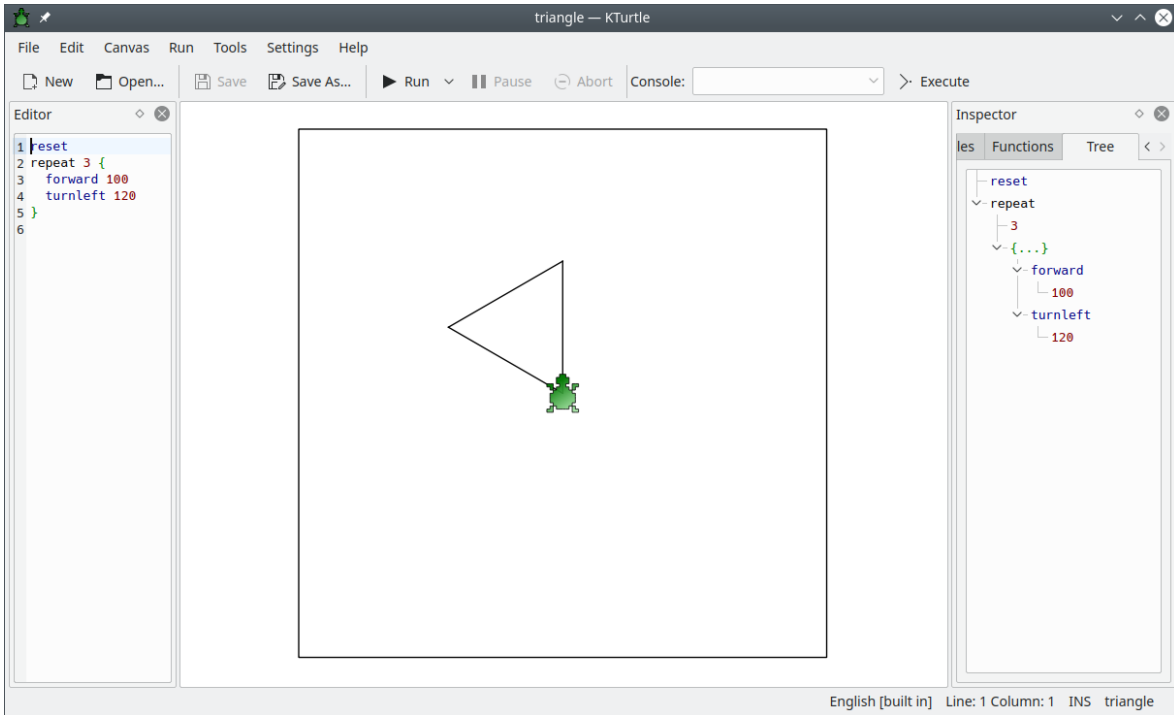 triangle — KTurtle
File Edit Canvas Run Tools Settings Help
New Open... Save Save As... Run Pause Abort Console: Execute
Editor
1 reset
2 repeat 3 {
3 forward 100
4 turnleft 120
5 }
6
Inspector
les Functions Tree
reset
repeat
3
{...}
forward
100
turnleft
120
English [built in] Line: 1 Column: 1 INS triangle